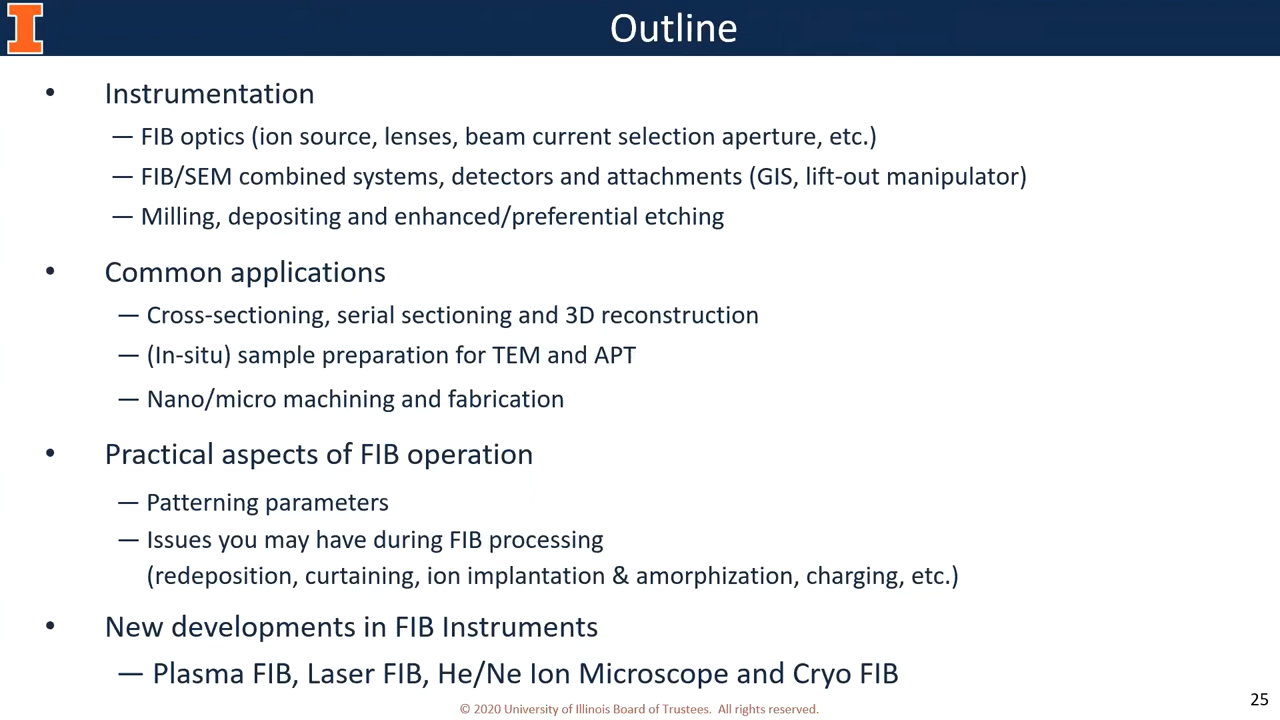 Outline
• Instrumentation
— FIB optics (ion source, lenses, beam current selection aperture, etc.)
— FIB/SEM combined systems, detectors and attachments (GIS, lift-out manipulator)
— Milling, depositing and enhanced/preferential etching
• Common applications
— Cross-sectioning, serial sectioning and 3D reconstruction
— (In-situ) sample preparation for TEM and APT
— Nano/micro machining and fabrication
• Practical aspects of FIB operation
— Patterning parameters
— Issues you may have during FIB processing
(redeposition, curtaining, ion implantation & amorphization, charging, etc.)
• New developments in FIB Instruments
— Plasma FIB, Laser FIB, He/Ne Ion Microscope and Cryo FIB
25
© 2020 University of Illinois Board of Trustees. All rights reserved.